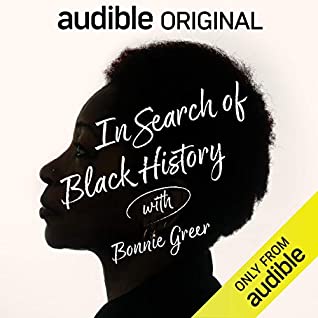 audible ORIGINAL
In Search of
Black History
with
Bonnie Greer
ONLY FROM
audible